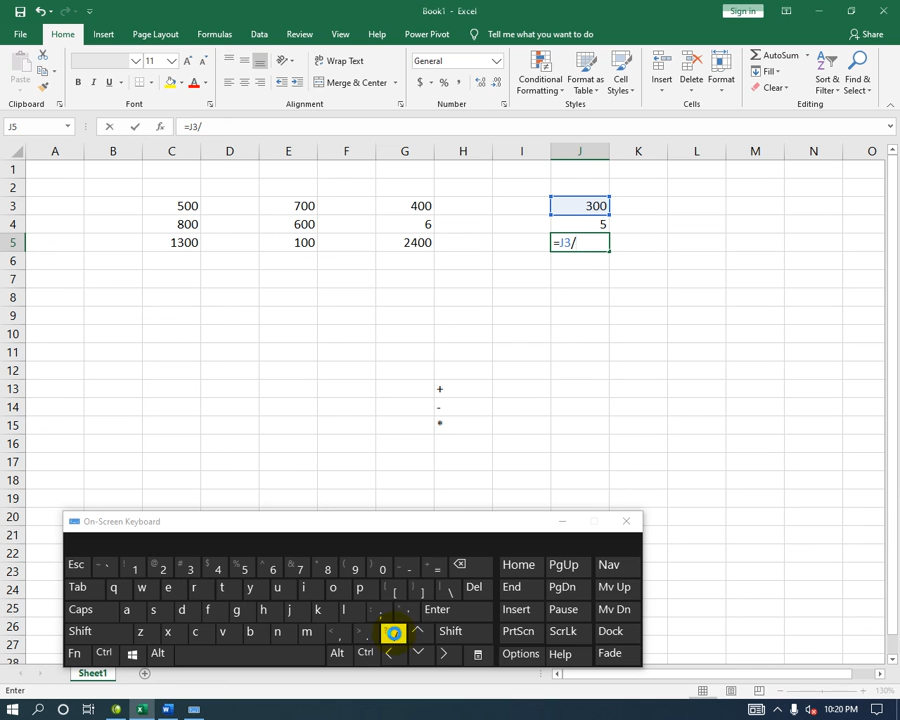 Book1 - Excel
Sign in
File Home Insert Page Layout Formulas Data Review View Help Power Pivot Tell me what you want to do Share
Paste
11
Wrap Text
General
Conditional Formatting
Format as Table
Cell Styles
Insert
Delete
Format
AutoSum
Sort & Filter
Find & Select
B I U
Merge & Center
$ % ,
Fill
Clear
Clipboard Font Alignment Number Styles Cells Editing
J5 fx =J3/
A B C D E F G H I J K L M N O
1
2
3 500 700 400 300
4 800 600 6 5
5 1300 100 2400 =J3/
6
7
8
9
10
11
12
13 +
14 -
15 *
16
17
18
19
20
21
22
23
24
25
26
27
28
On-Screen Keyboard
Esc ~ ` ! 1 @ 2 # 3 $ 4 % 5 ^ 6 & 7 * 8 ( 9 ) 0 _ - + = Home PgUp Nav
Tab q w e r t y u i o p { [ } ] | \ Del End PgDn Mv Up
Caps a s d f g h j k l : ; " ' Enter Insert Pause Mv Dn
Shift z x c v b n m < , > . / Shift PrtScn ScrLk Dock
Fn Ctrl Alt Alt Ctrl Options Help Fade
Sheet1
Enter 130%
10:20 PM